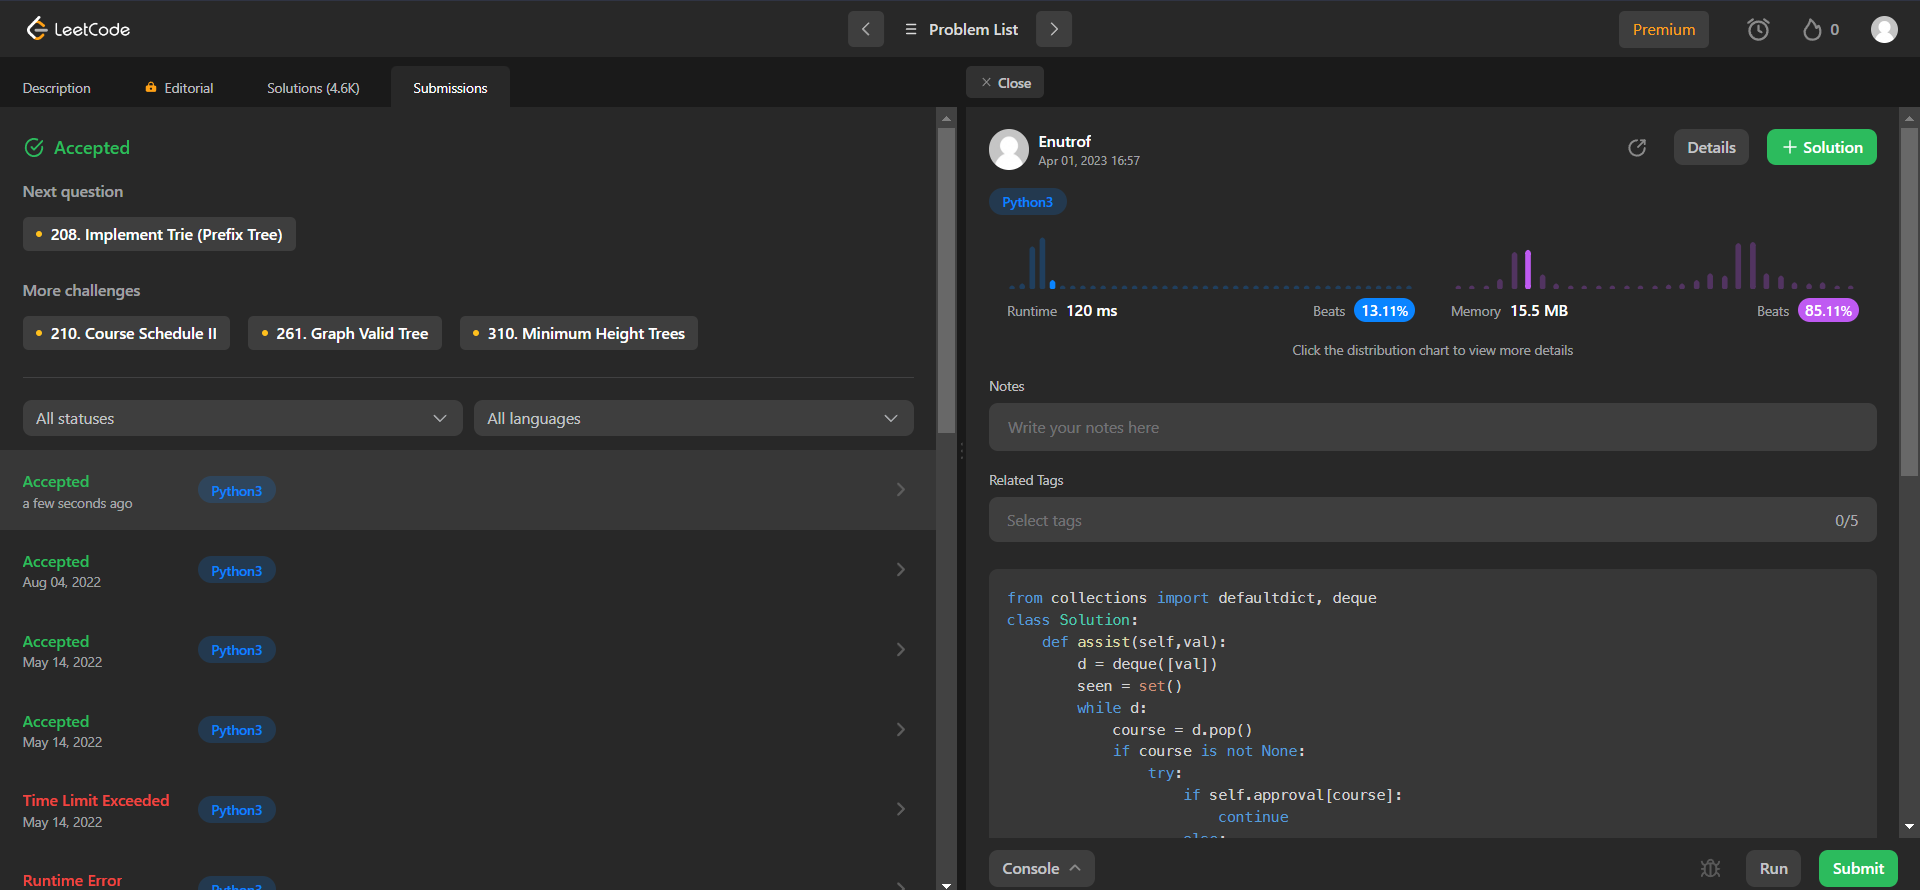 LeetCode
Problem List
Premium
0
Description
Editorial
Solutions (4.6K)
Submissions
Close
Accepted
Next question
208. Implement Trie (Prefix Tree)
More challenges
210. Course Schedule II
261. Graph Valid Tree
310. Minimum Height Trees
All statuses
All languages
Accepted
a few seconds ago
Python3
Accepted
Aug 04, 2022
Python3
Accepted
May 14, 2022
Python3
Accepted
May 14, 2022
Python3
Time Limit Exceeded
May 14, 2022
Python3
Runtime Error
Python3
Enutrof
Apr 01, 2023 16:57
Details
+ Solution
Python3
Runtime 120 ms
Beats 13.11%
Memory 15.5 MB
Beats 85.11%
Click the distribution chart to view more details
Notes
Write your notes here
Related Tags
Select tags
0/5
from collections import defaultdict, deque
class Solution:
    def assist(self,val):
        d = deque([val])
        seen = set()
        while d:
            course = d.pop()
            if course is not None:
                try:
                    if self.approval[course]:
                        continue
                    else:
Console
Run
Submit